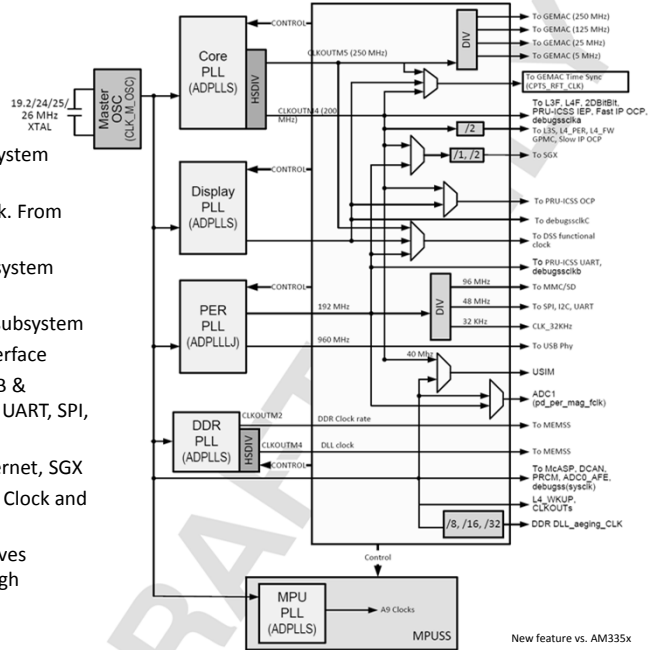 ystem
k. From
system
subsystem
erface
B &
UART, SPI,
ernet, SGX
Clock and
ves
gh
19.2/24/25/
26 MHz
XTAL
Master
OSC
(CLK_M_OSC)
Core
PLL
(ADPLLS)
HSDIV
CONTROL
CLKOUTM5 (250 MHz)
CLKOUTM4 (200
MHz)
DIV
To GEMAC (250 MHz)
To GEMAC (125 MHz)
To GEMAC (25 MHz)
To GEMAC (5 MHz)
To GEMAC Time Sync
(CPTS_RFT_CLK)
To L3F, L4F, 2DBitBlt,
PRU-ICSS IEP, Fast IP OCP,
debugssclka
/2
To L3S, L4_PER, L4_FW
GPMC, Slow IP OCP
/1, /2
To SGX
Display
PLL
(ADPLLS)
CONTROL
To PRU-ICSS OCP
To debugssclkC
To DSS functional
clock
To PRU-ICSS UART,
debugssclkb
PER
PLL
(ADPLLLJ)
CONTROL
192 MHz
960 MHz
DIV
96 MHz
To MMC/SD
48 MHz
To SPI, I2C, UART
32 KHz
CLK_32KHz
To USB Phy
40 Mhz
USIM
ADC1
(pd_per_mag_fclk)
DDR
PLL
(ADPLLS)
HSDIV
CLKOUTM2
DDR Clock rate
To MEMSS
CLKOUTM4
DLL clock
To MEMSS
CONTROL
To McASP, DCAN,
PRCM, ADC0_AFE,
debugss(sysclk)
L4_WKUP,
CLKOUTs
/8, /16, /32
DDR DLL_aeging_CLK
Control
MPU
PLL
(ADPLLS)
A9 Clocks
MPUSS
New feature vs. AM335x